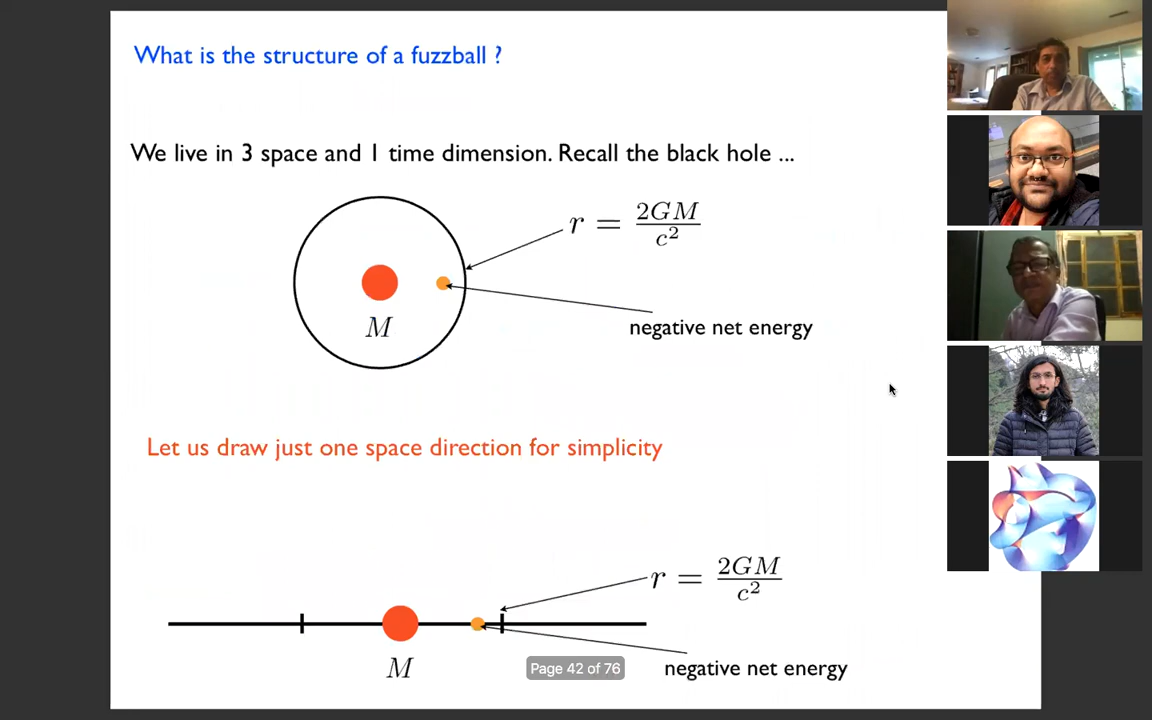 What is the structure of a fuzzball ?
We live in 3 space and 1 time dimension. Recall the black hole ...
r = 2GM/c²
M
negative net energy
Let us draw just one space direction for simplicity
r = 2GM/c²
M
Page 42 of 76
negative net energy